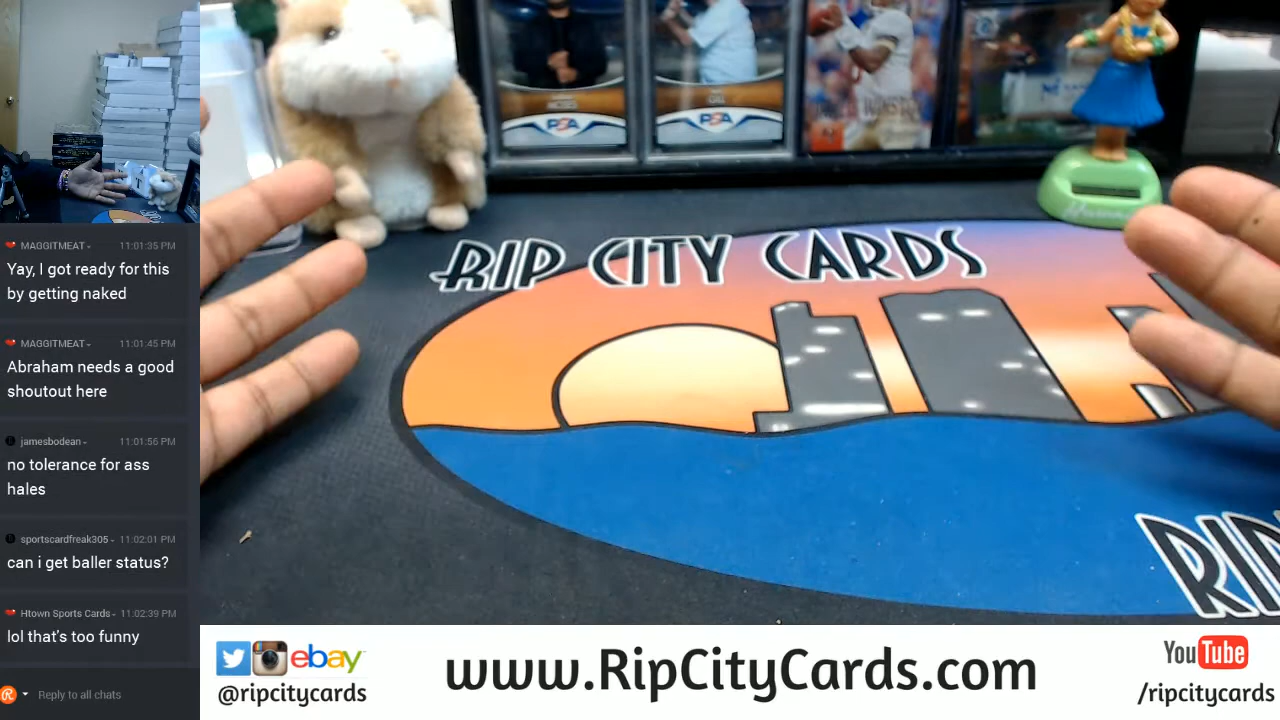 MAGGITMEAT- 11:01:35 PM
Yay, I got ready for this
by getting naked
MAGGITMEAT- 11:01:45 PM
Abraham needs a good
shoutout here
jamesbodean- 11:01:56 PM
no tolerance for ass
hales
sportscardfreak305- 11:02:01 PM
can i get baller status?
Htown Sports Cards- 11:02:39 PM
lol that's too funny
Reply to all chats
PSA
PSA
RIP CITY CARDS
RIP
ebay
@ripcitycards
www.RipCityCards.com
YouTube
/ripcitycards